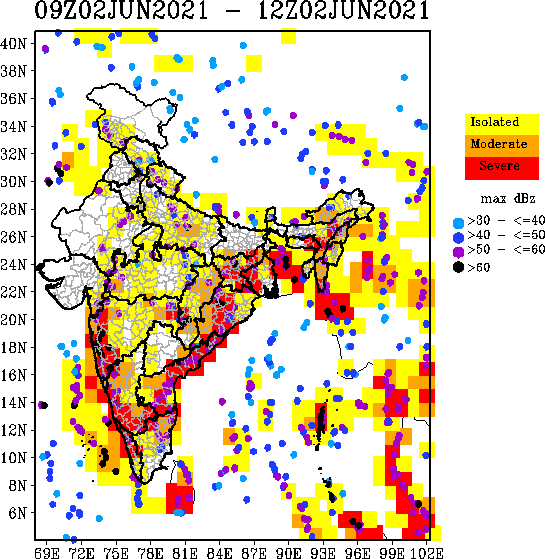 09Z02JUN2021 - 12Z02JUN2021
40N
38N
36N
34N
32N
30N
28N
26N
24N
22N
20N
18N
16N
14N
12N
10N
8N
6N
69E 72E 75E 78E 81E 84E 87E 90E 93E 96E 99E 102E
Isolated
Moderate
Severe
max dBz
>30 - <=40
>40 - <=50
>50 - <=60
>60